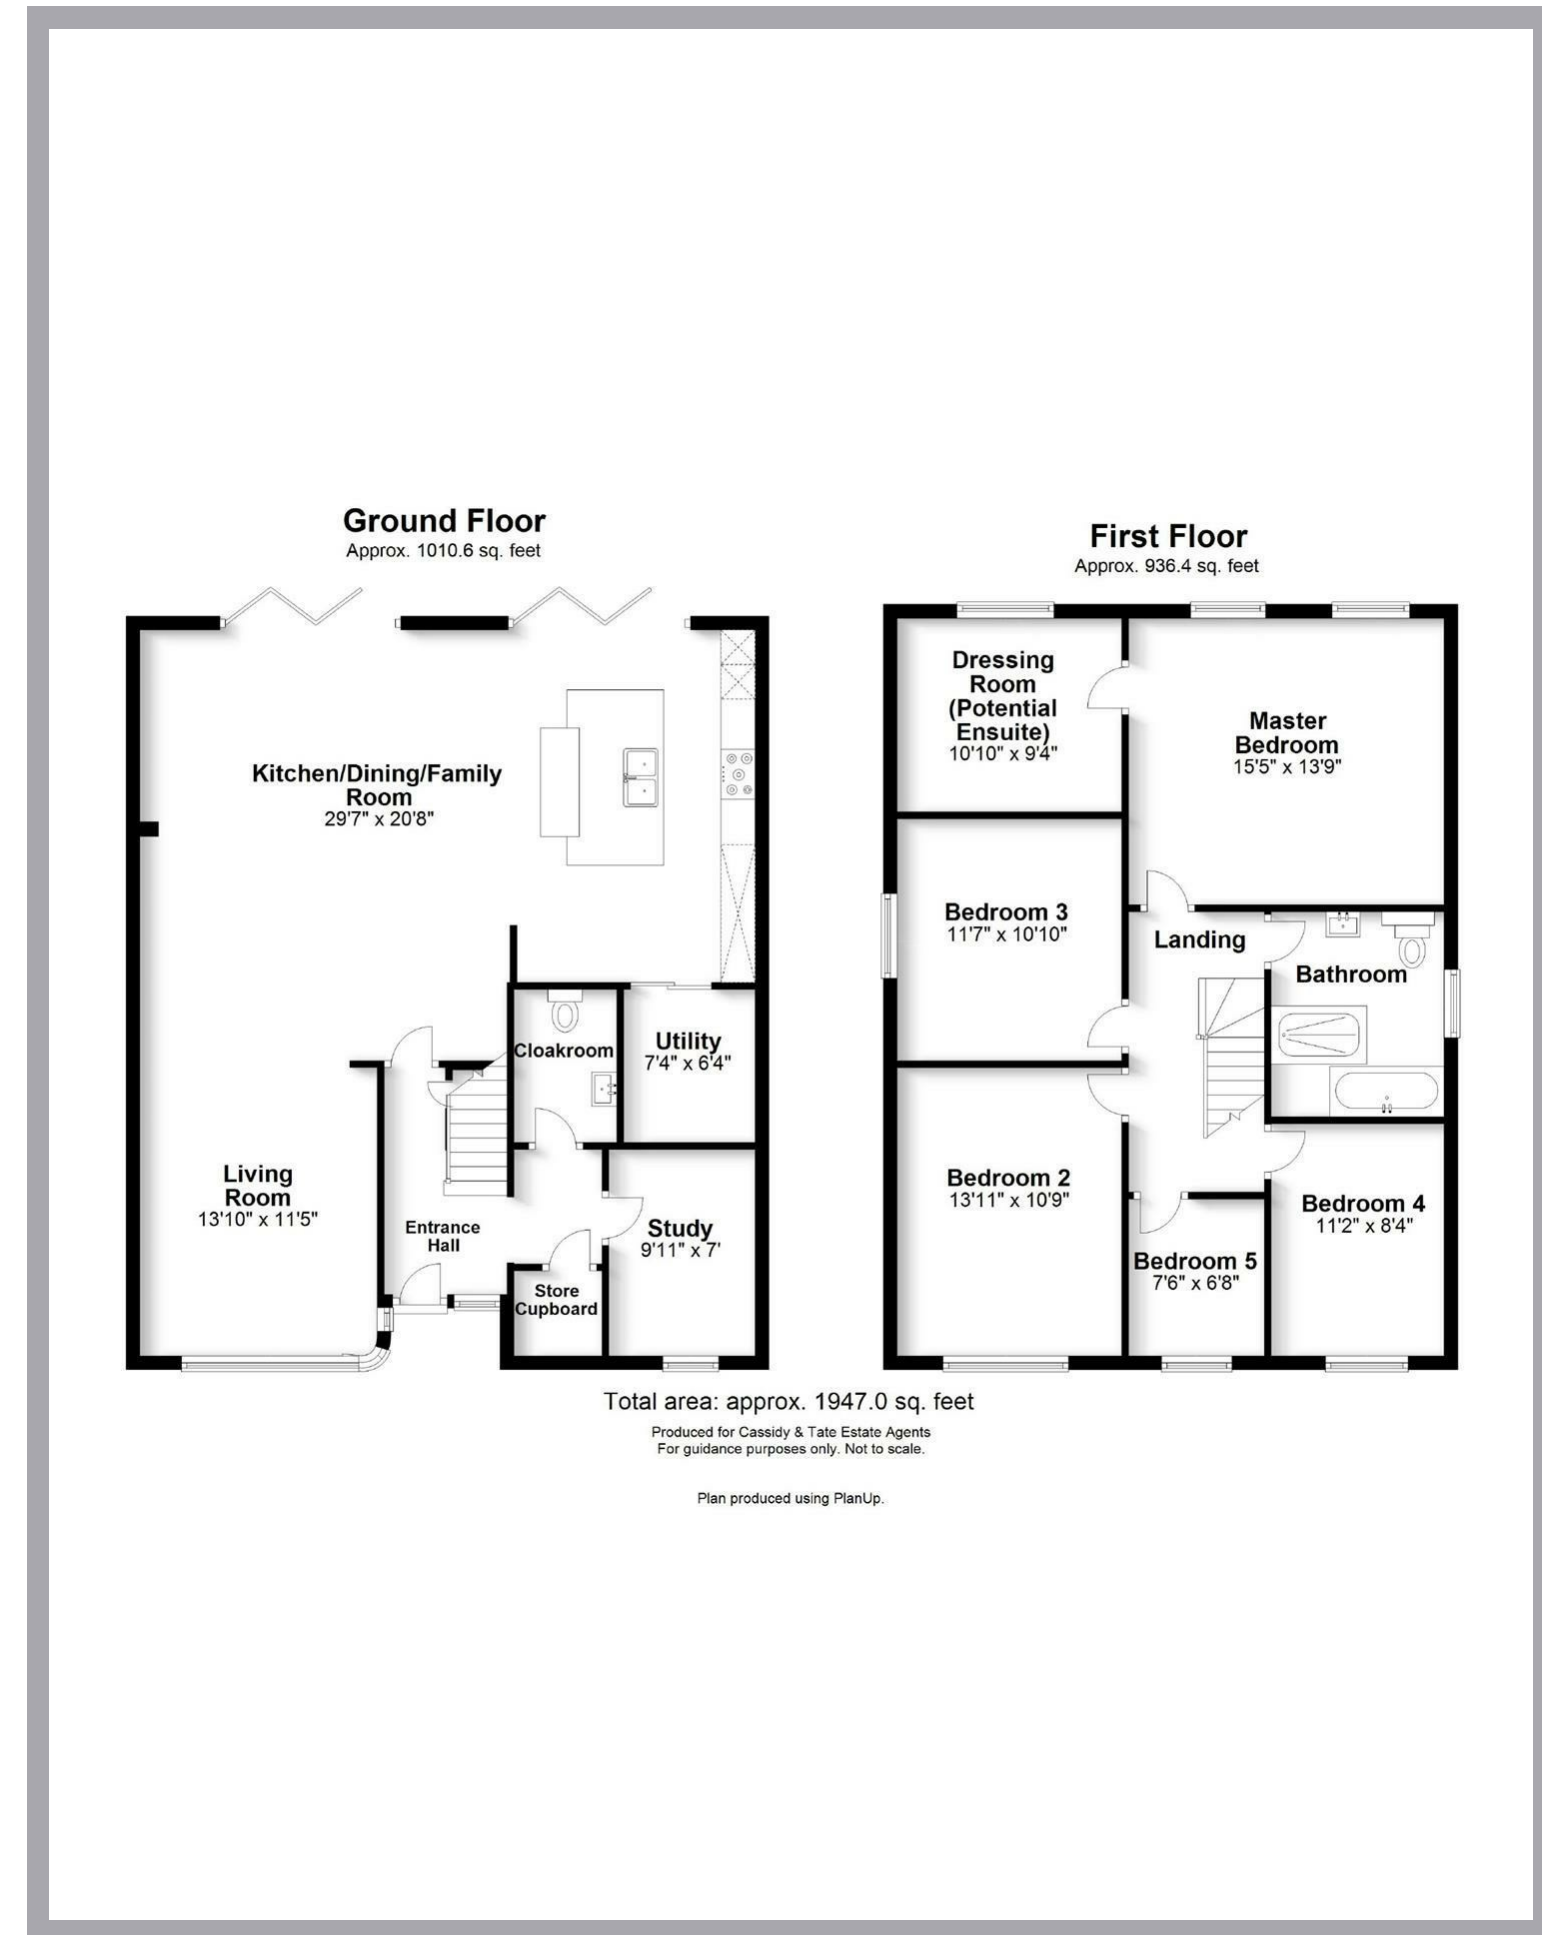 Ground Floor
Approx. 1010.6 sq. feet
Kitchen/Dining/Family
Room
29'7" x 20'8"
Cloakroom
Utility
7'4" x 6'4"
Living
Room
13'10" x 11'5"
Entrance
Hall
Study
9'11" x 7'
Store
Cupboard
First Floor
Approx. 936.4 sq. feet
Dressing
Room
(Potential
Ensuite)
10'10" x 9'4"
Master
Bedroom
15'5" x 13'9"
Bedroom 3
11'7" x 10'10"
Landing
Bathroom
Bedroom 2
13'11" x 10'9"
Bedroom 4
11'2" x 8'4"
Bedroom 5
7'6" x 6'8"
Total area: approx. 1947.0 sq. feet
Produced for Cassidy & Tate Estate Agents
For guidance purposes only. Not to scale.
Plan produced using PlanUp.